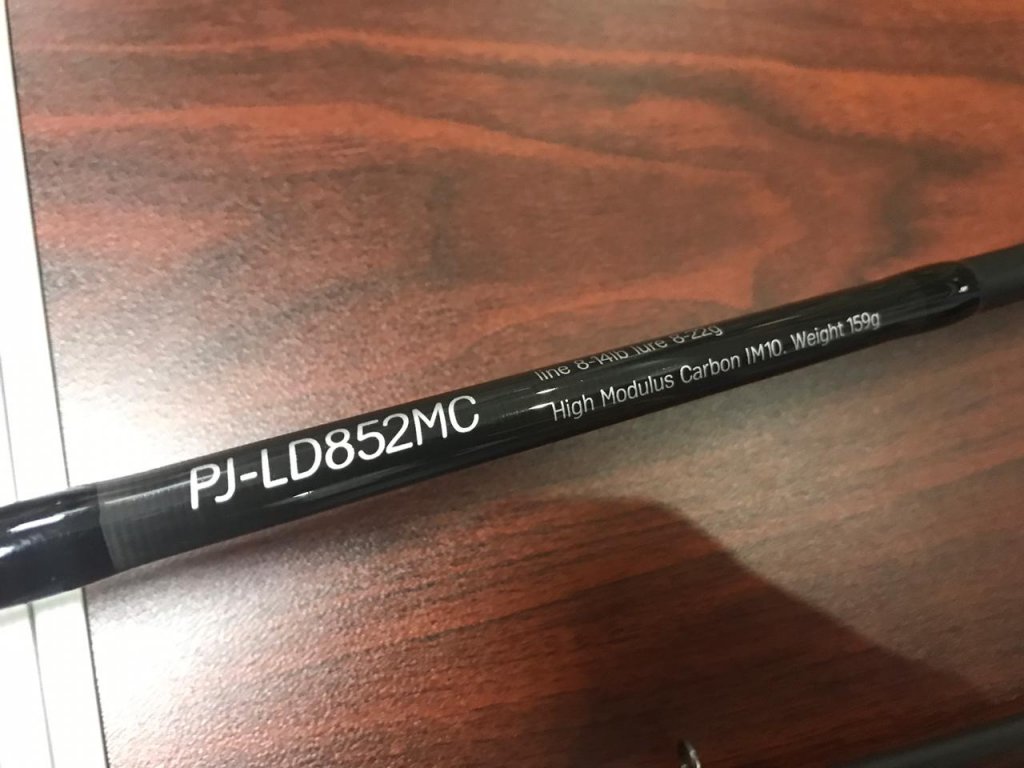 PJ-LD852MC
line 8-14lb lure 8-22g
High Modulus Carbon IM10. Weight 159g